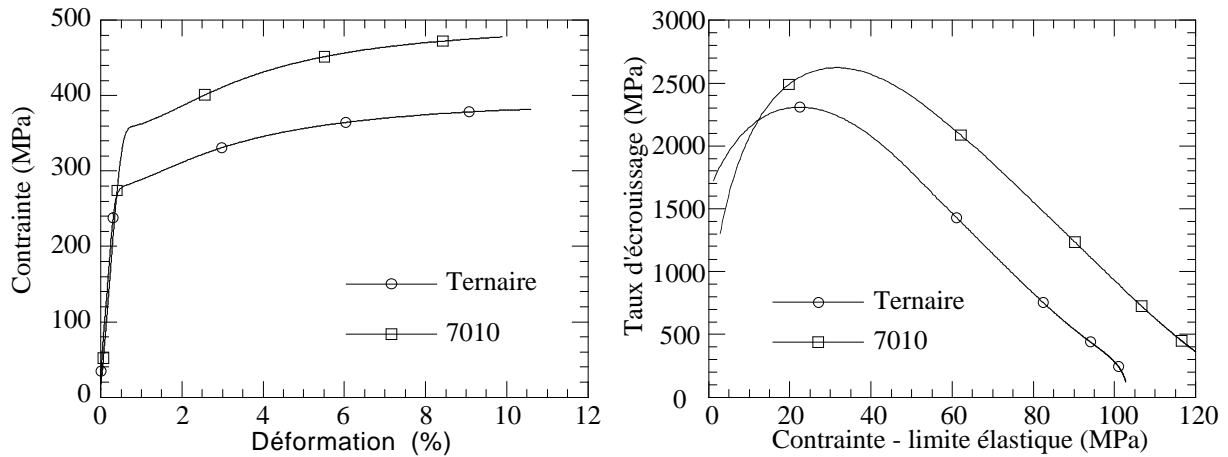 500
400
300
200
100
0
Contrainte (MPa)
Ternaire
7010
0 2 4 6 8 10 12
Déformation (%)
3000
2500
2000
1500
1000
500
0
Taux d'écrouissage (MPa)
Ternaire
7010
0 20 40 60 80 100 120
Contrainte - limite élastique (MPa)